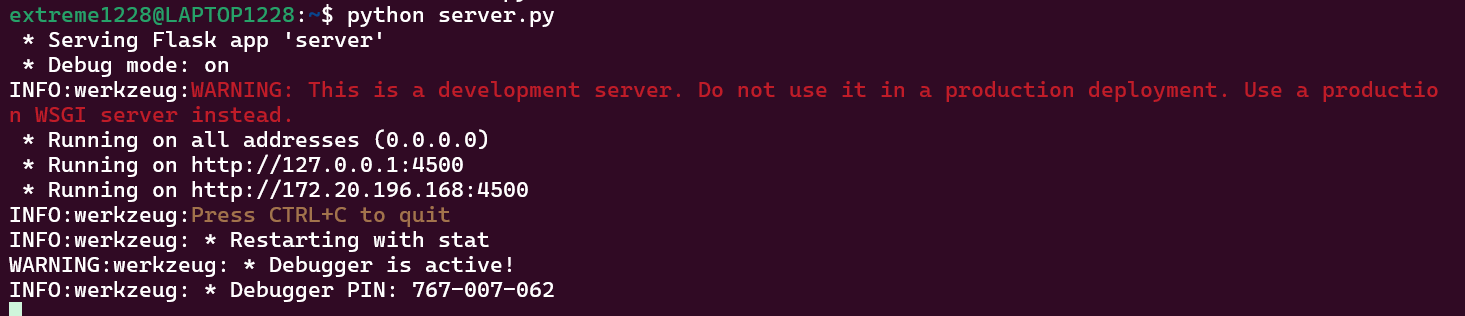 extreme1228@LAPTOP1228:~$ python server.py
 * Serving Flask app 'server'
 * Debug mode: on
INFO:werkzeug:WARNING: This is a development server. Do not use it in a production deployment. Use a productio
n WSGI server instead.
 * Running on all addresses (0.0.0.0)
 * Running on http://127.0.0.1:4500
 * Running on http://172.20.196.168:4500
INFO:werkzeug:Press CTRL+C to quit
INFO:werkzeug: * Restarting with stat
WARNING:werkzeug: * Debugger is active!
INFO:werkzeug: * Debugger PIN: 767-007-062